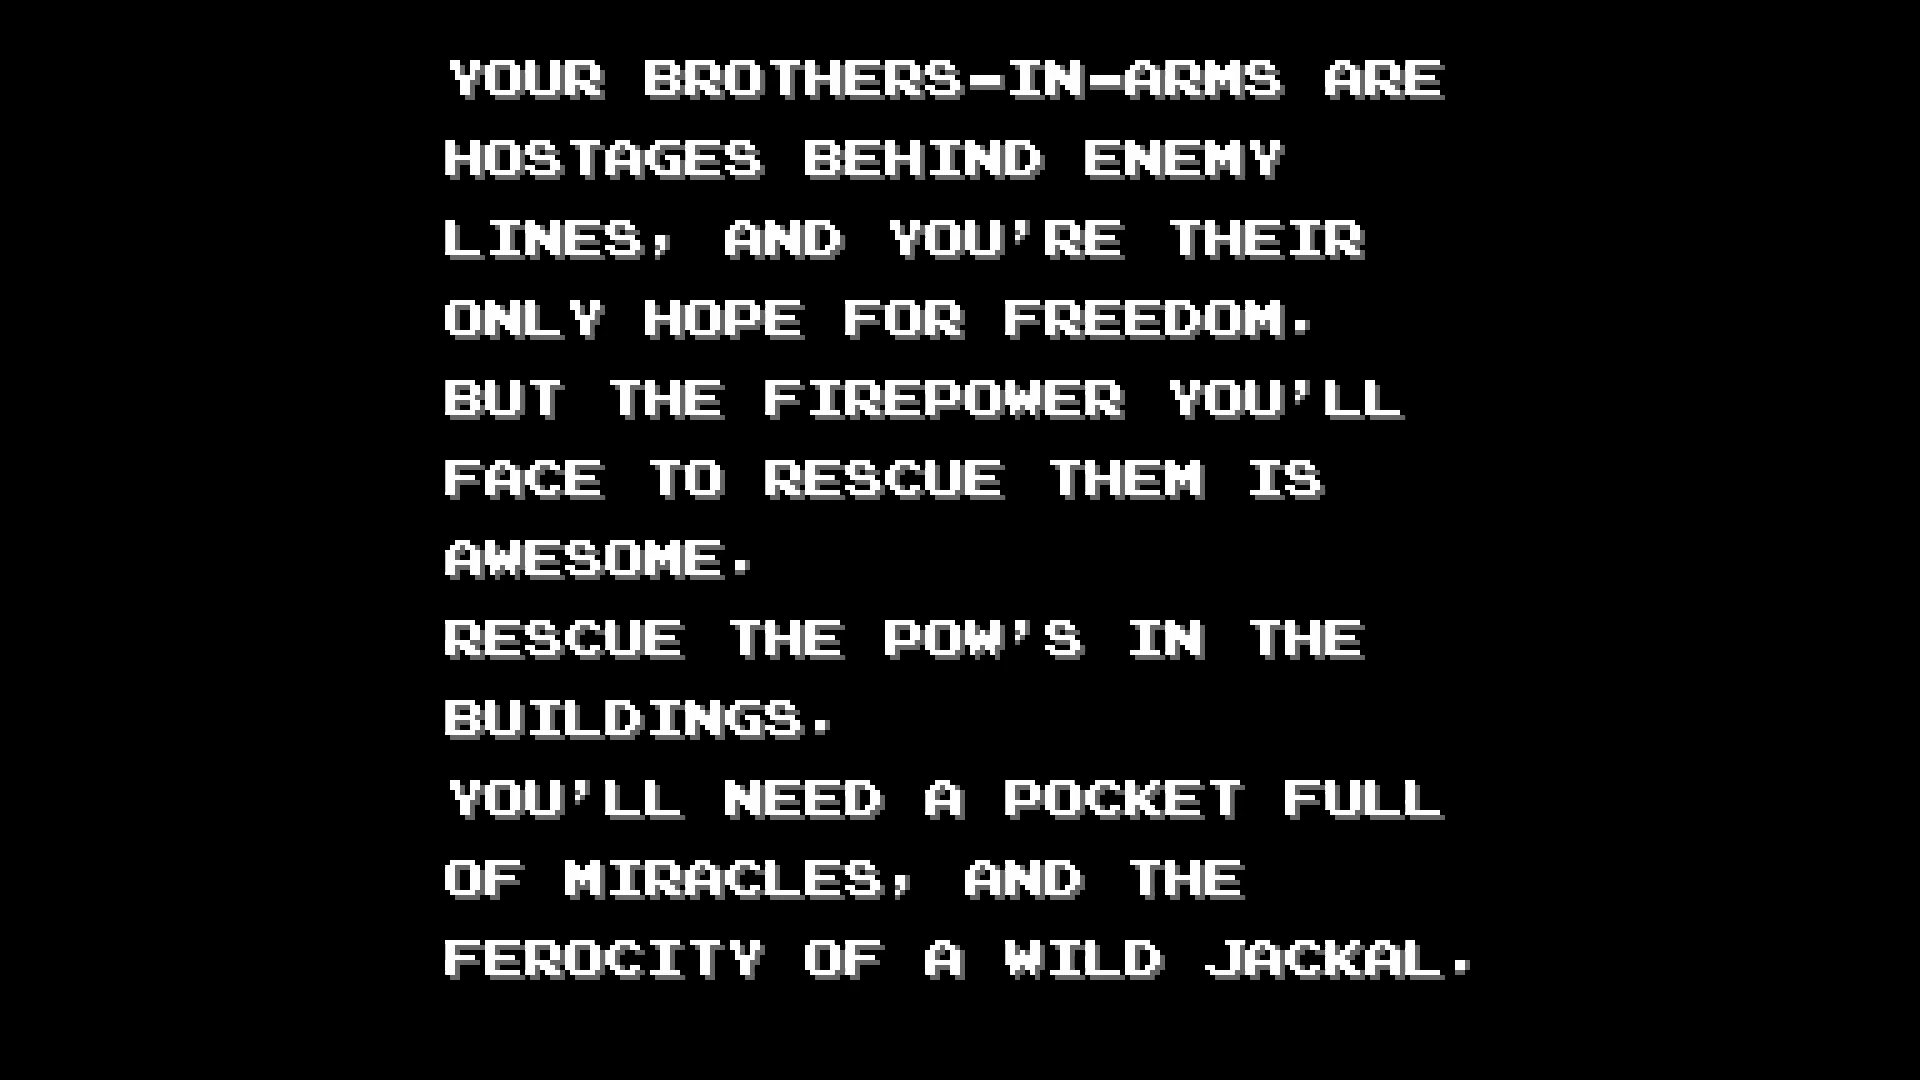 YOUR BROTHERS-IN-ARMS ARE
HOSTAGES BEHIND ENEMY
LINES, AND YOU'RE THEIR
ONLY HOPE FOR FREEDOM.
BUT THE FIREPOWER YOU'LL
FACE TO RESCUE THEM IS
AWESOME.
RESCUE THE POW'S IN THE
BUILDINGS.
YOU'LL NEED A POCKET FULL
OF MIRACLES, AND THE
FEROCITY OF A WILD JACKAL.